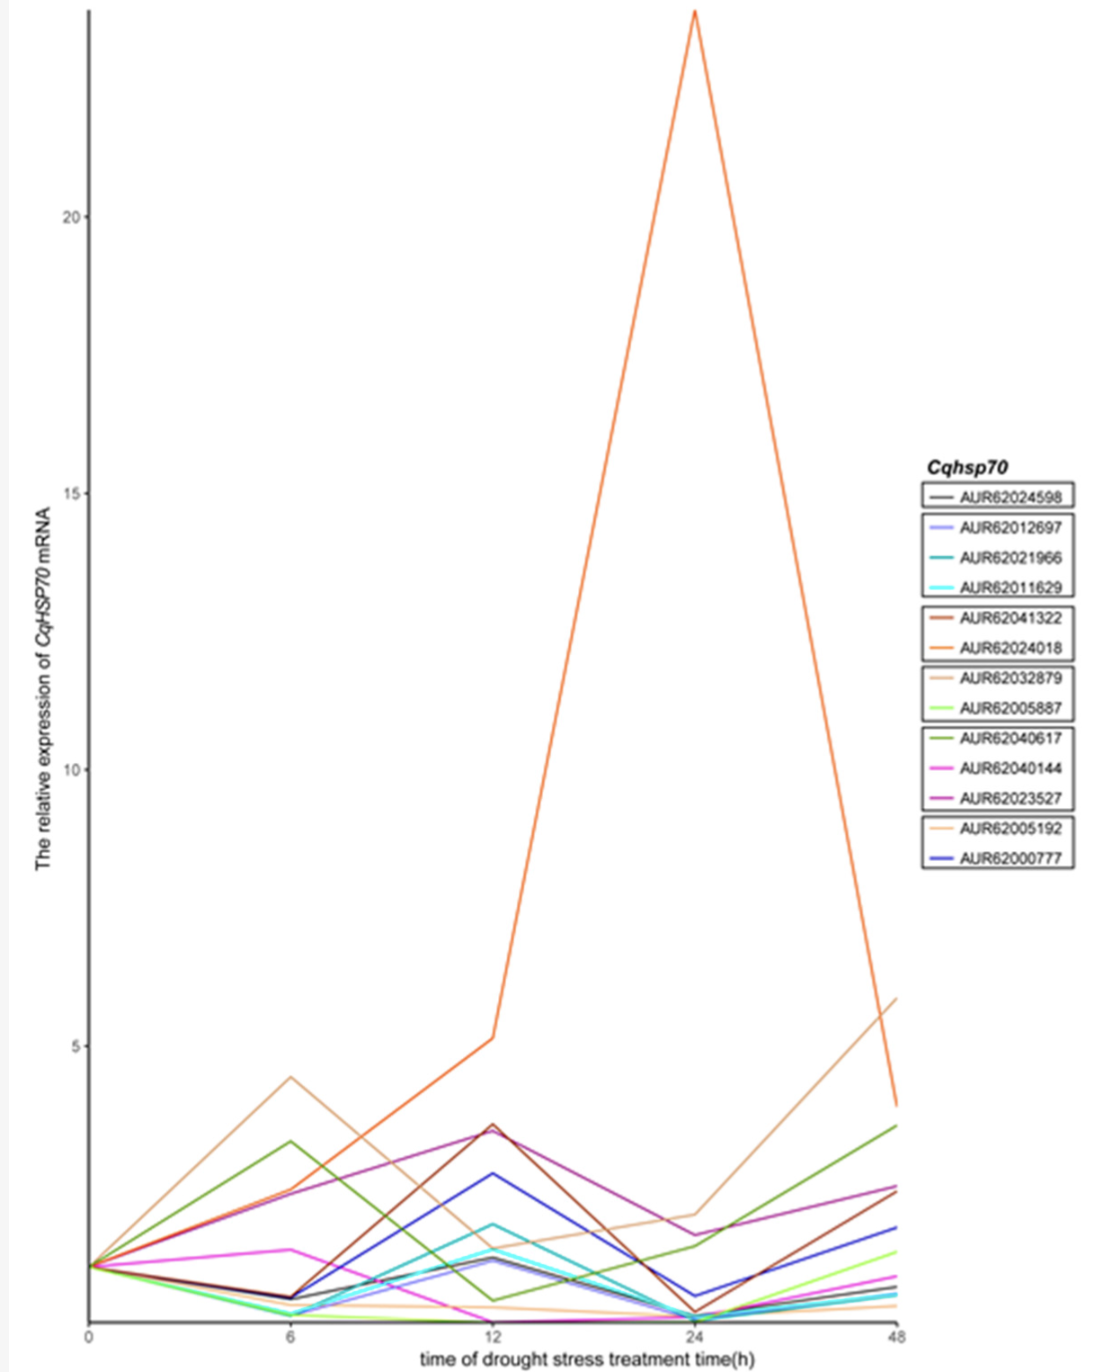 The relative expression of CqHSP70 mRNA
20
15
10
5
0
6
12
24
48
time of drought stress treatment time(h)
Cqhsp70
AUR62024598
AUR62012697
AUR62021966
AUR62011629
AUR62041322
AUR62024018
AUR62032879
AUR62005887
AUR62040617
AUR62040144
AUR62023527
AUR62005192
AUR62000777